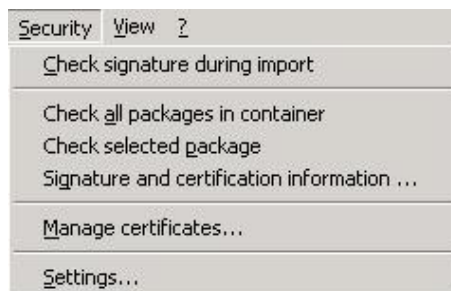 Security View ?
Check signature during import
Check all packages in container
Check selected package
Signature and certification information ...
Manage certificates...
Settings...